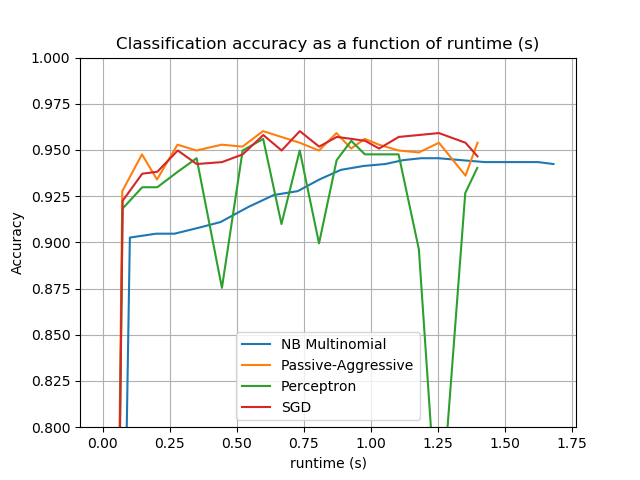 Classification accuracy as a function of runtime (s)
1.000
0.975
0.950
0.925
0.900
0.875
0.850
0.825
0.800
Accuracy
NB Multinomial
Passive-Aggressive
Perceptron
SGD
0.00 0.25 0.50 0.75 1.00 1.25 1.50 1.75
runtime (s)